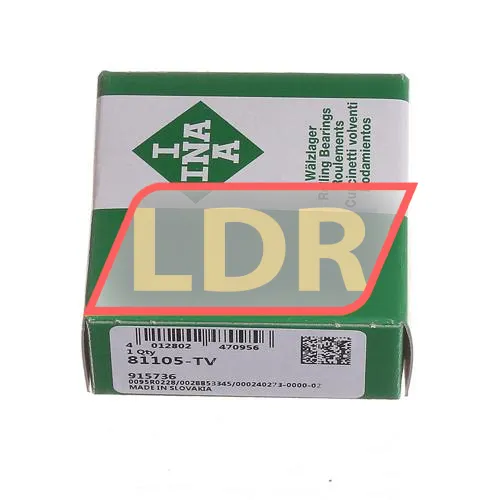 I
INA
A
Wälzlager
Rolling Bearings
Roulements
Cuscinetti volventi
Rodamientos
LDR
4 012802 470956
1 Qty
81105-TV
915736
0095R0228/0028853345/000240273-0000-02
MADE IN SLOVAKIA